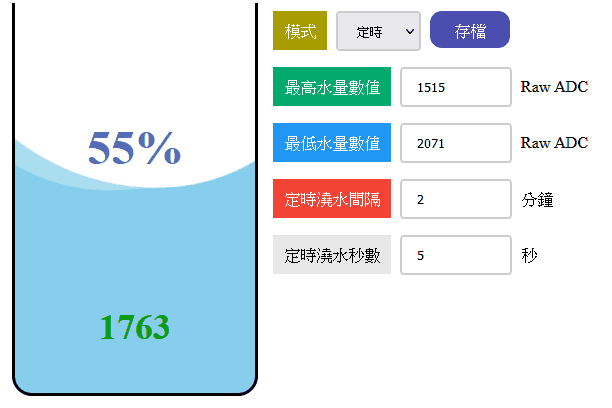 55%
1763
模式 定時 存檔
最高水量數值 1515 Raw ADC
最低水量數值 2071 Raw ADC
定時澆水間隔 2 分鐘
定時澆水秒數 5 秒